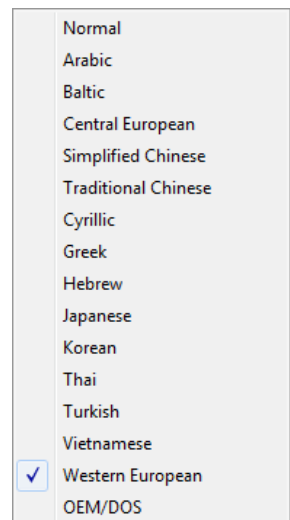 Normal
Arabic
Baltic
Central European
Simplified Chinese
Traditional Chinese
Cyrillic
Greek
Hebrew
Japanese
Korean
Thai
Turkish
Vietnamese
Western European
OEM/DOS